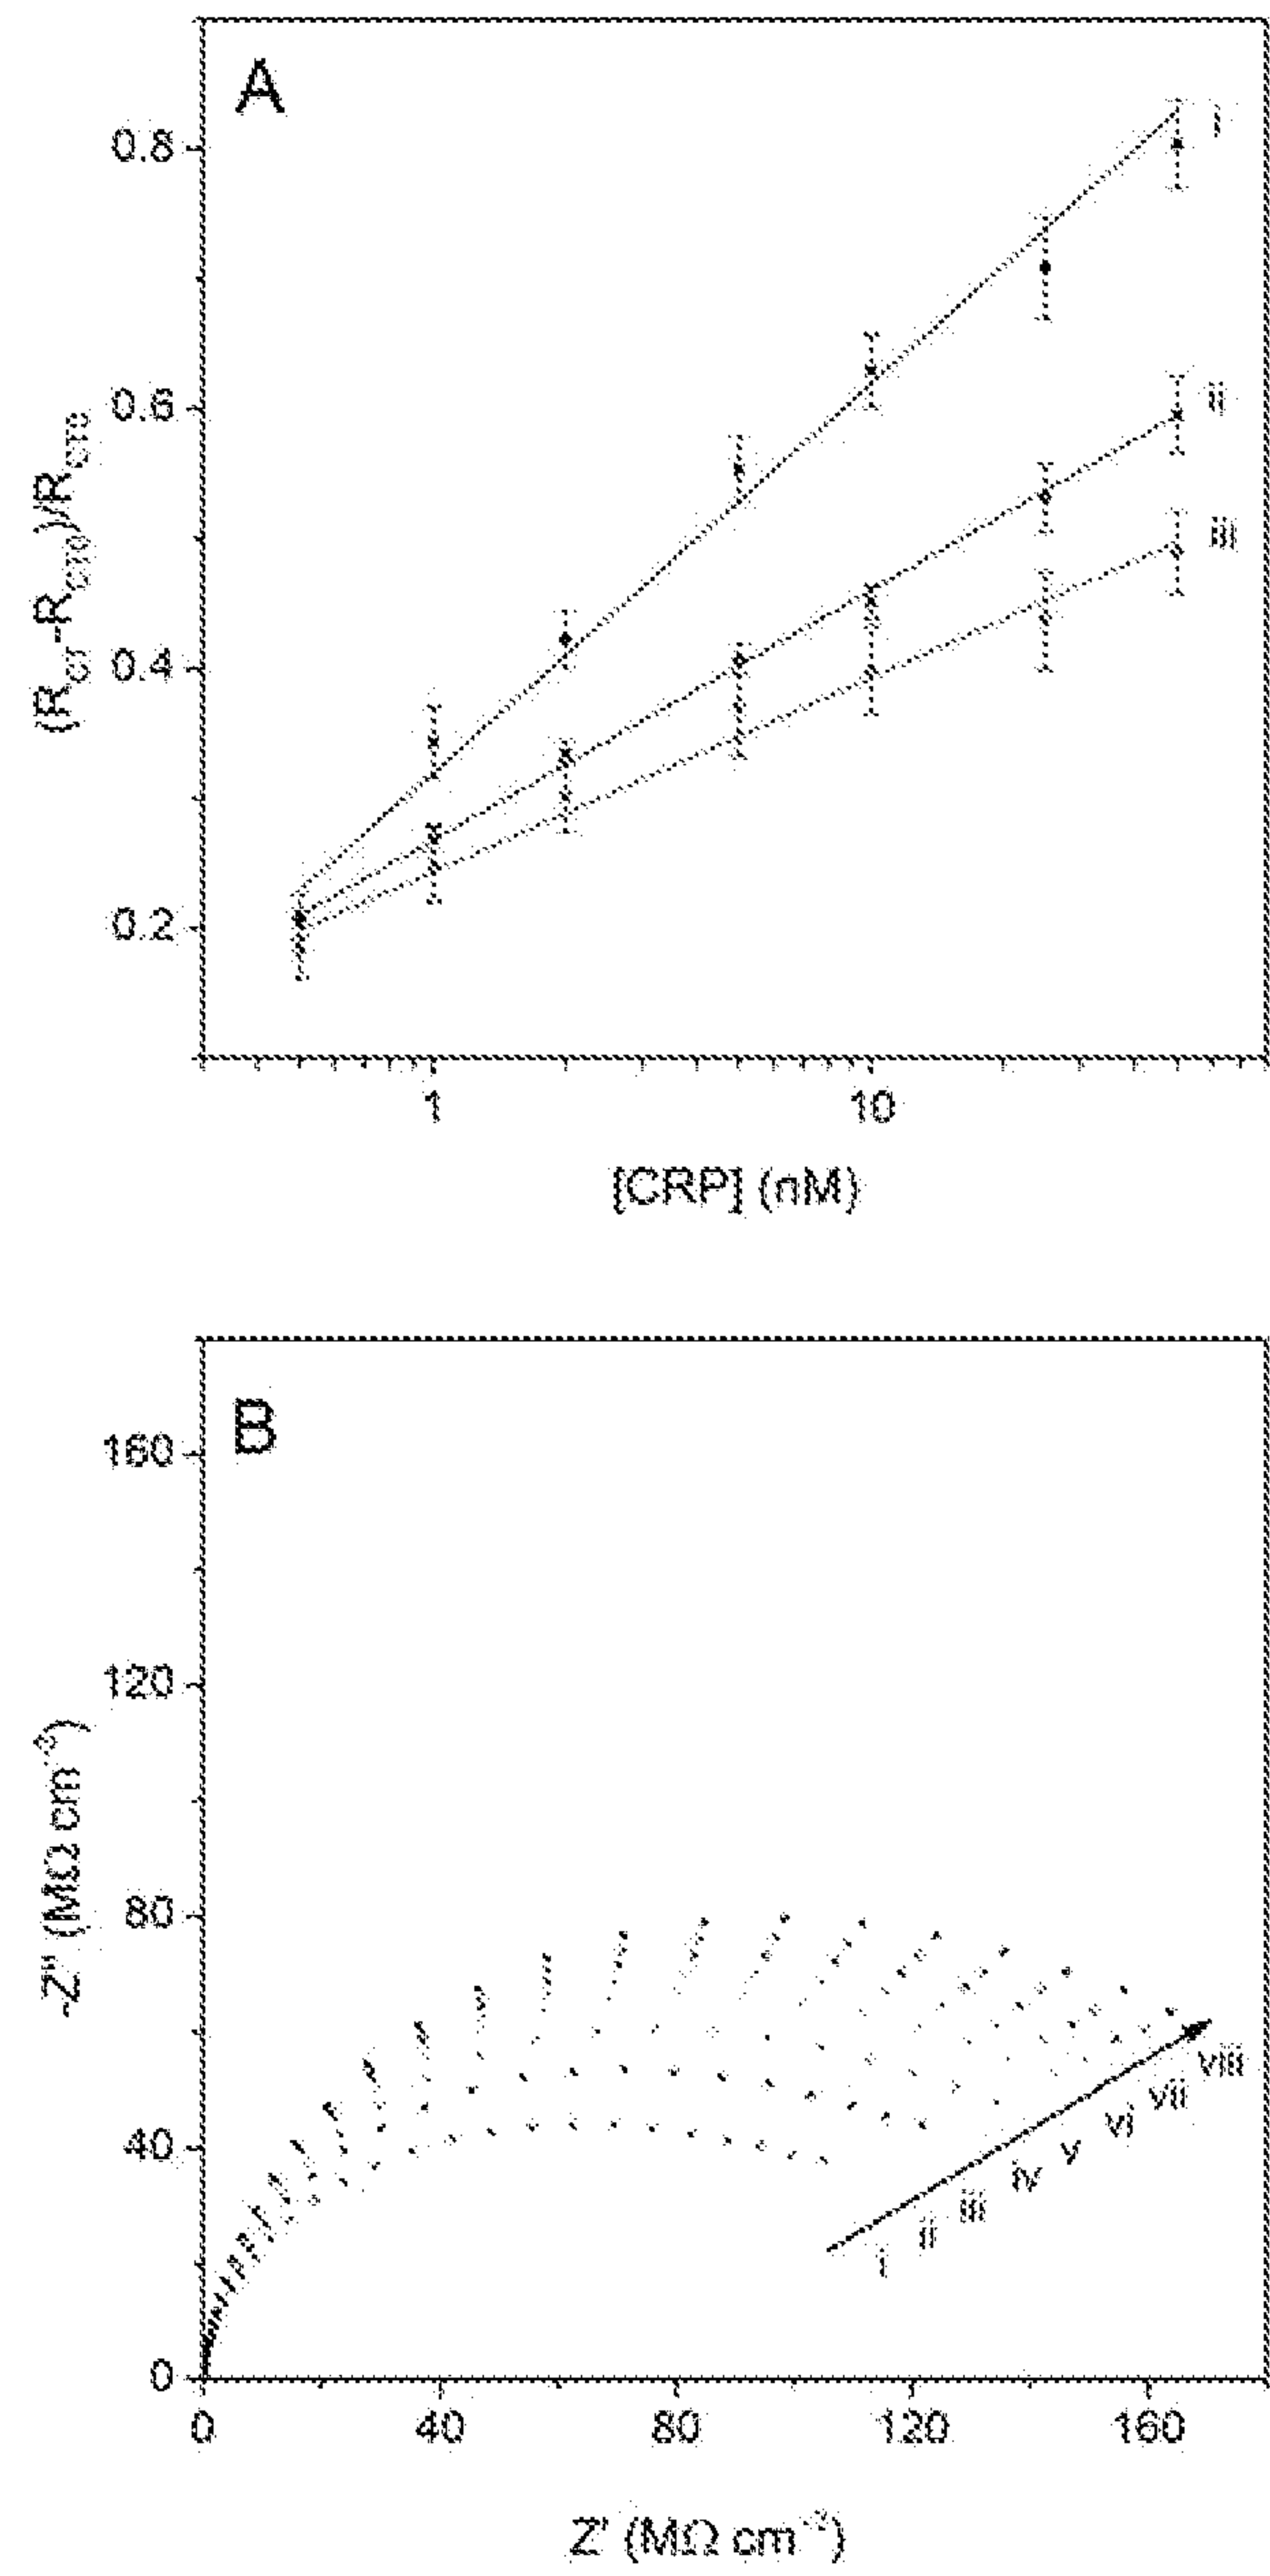 A
i
0.8
ii
0.6
iii
(R_CT-R_CT0)/R_CT0
0.4
0.2
1 10
[CRP] (nM)
B
160
120
-Z" (MΩ cm⁻²)
80
viii
vii
vi
40
v
iv
iii
ii
i
0
0 40 80 120 160
Z' (MΩ cm⁻²)